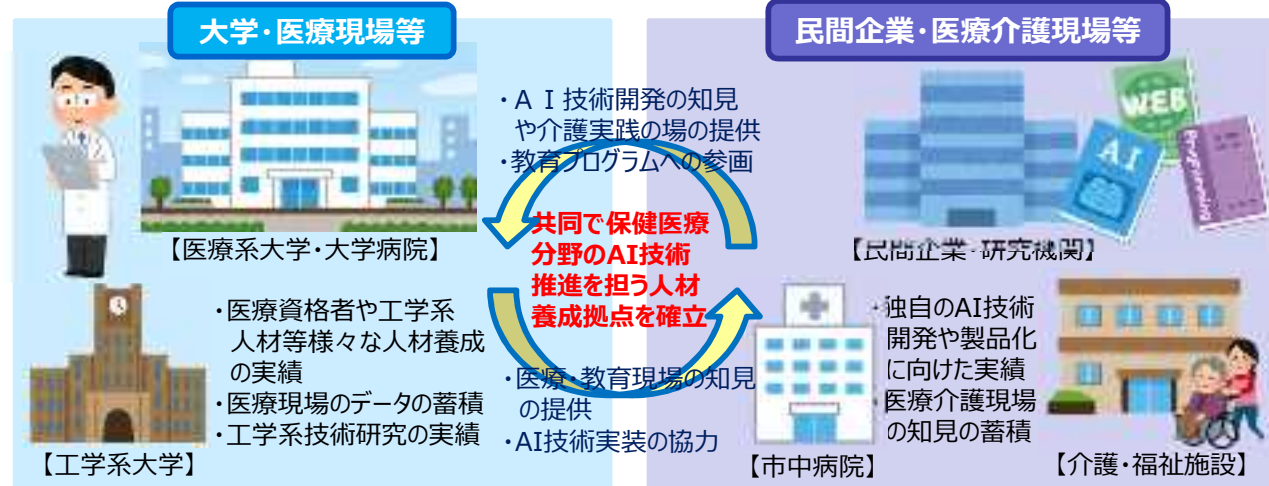 大学・医療現場等
民間企業・医療介護現場等
・ＡＩ技術開発の知見
や介護実践の場の提供
・教育プログラムへの参画
WEB
AI
Programming
共同で保健医療
分野のAI技術
推進を担う人材
養成拠点を確立
【医療系大学・大学病院】
【民間企業・研究機関】
・医療資格者や工学系
人材等様々な人材養成
の実績
・医療現場のデータの蓄積
・工学系技術研究の実績
・独自のAI技術
開発や製品化
に向けた実績
・医療介護現場
の知見の蓄積
・医療・教育現場の知見
の提供
・AI技術実装の協力
【工学系大学】
【市中病院】
【介護・福祉施設】